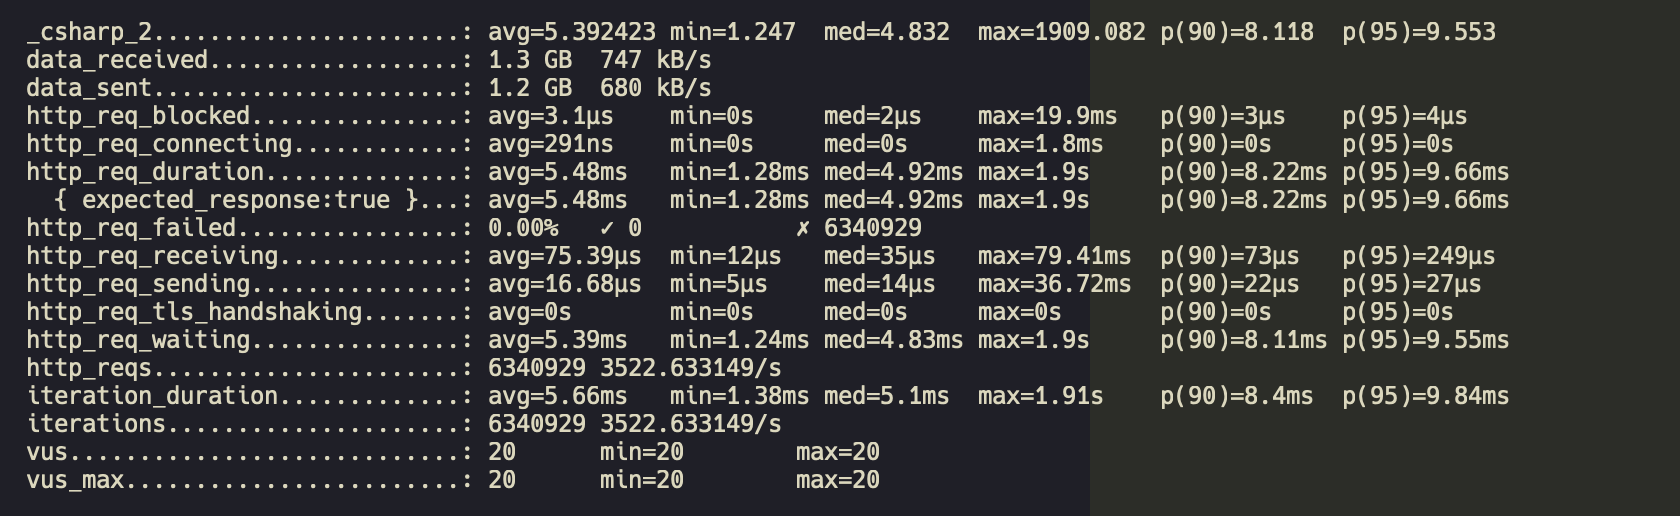 _csharp_2......................: avg=5.392423 min=1.247  med=4.832  max=1909.082 p(90)=8.118  p(95)=9.553
data_received..................: 1.3 GB  747 kB/s
data_sent......................: 1.2 GB  680 kB/s
http_req_blocked...............: avg=3.1µs    min=0s     med=2µs    max=19.9ms   p(90)=3µs    p(95)=4µs
http_req_connecting............: avg=291ns    min=0s     med=0s     max=1.8ms    p(90)=0s     p(95)=0s
http_req_duration..............: avg=5.48ms   min=1.28ms med=4.92ms max=1.9s     p(90)=8.22ms p(95)=9.66ms
  { expected_response:true }...: avg=5.48ms   min=1.28ms med=4.92ms max=1.9s     p(90)=8.22ms p(95)=9.66ms
http_req_failed................: 0.00%   ✓ 0           ✗ 6340929
http_req_receiving.............: avg=75.39µs  min=12µs   med=35µs   max=79.41ms  p(90)=73µs   p(95)=249µs
http_req_sending...............: avg=16.68µs  min=5µs    med=14µs   max=36.72ms  p(90)=22µs   p(95)=27µs
http_req_tls_handshaking.......: avg=0s       min=0s     med=0s     max=0s       p(90)=0s     p(95)=0s
http_req_waiting...............: avg=5.39ms   min=1.24ms med=4.83ms max=1.9s     p(90)=8.11ms p(95)=9.55ms
http_reqs......................: 6340929 3522.633149/s
iteration_duration.............: avg=5.66ms   min=1.38ms med=5.1ms  max=1.91s    p(90)=8.4ms  p(95)=9.84ms
iterations.....................: 6340929 3522.633149/s
vus............................: 20      min=20        max=20
vus_max........................: 20      min=20        max=20